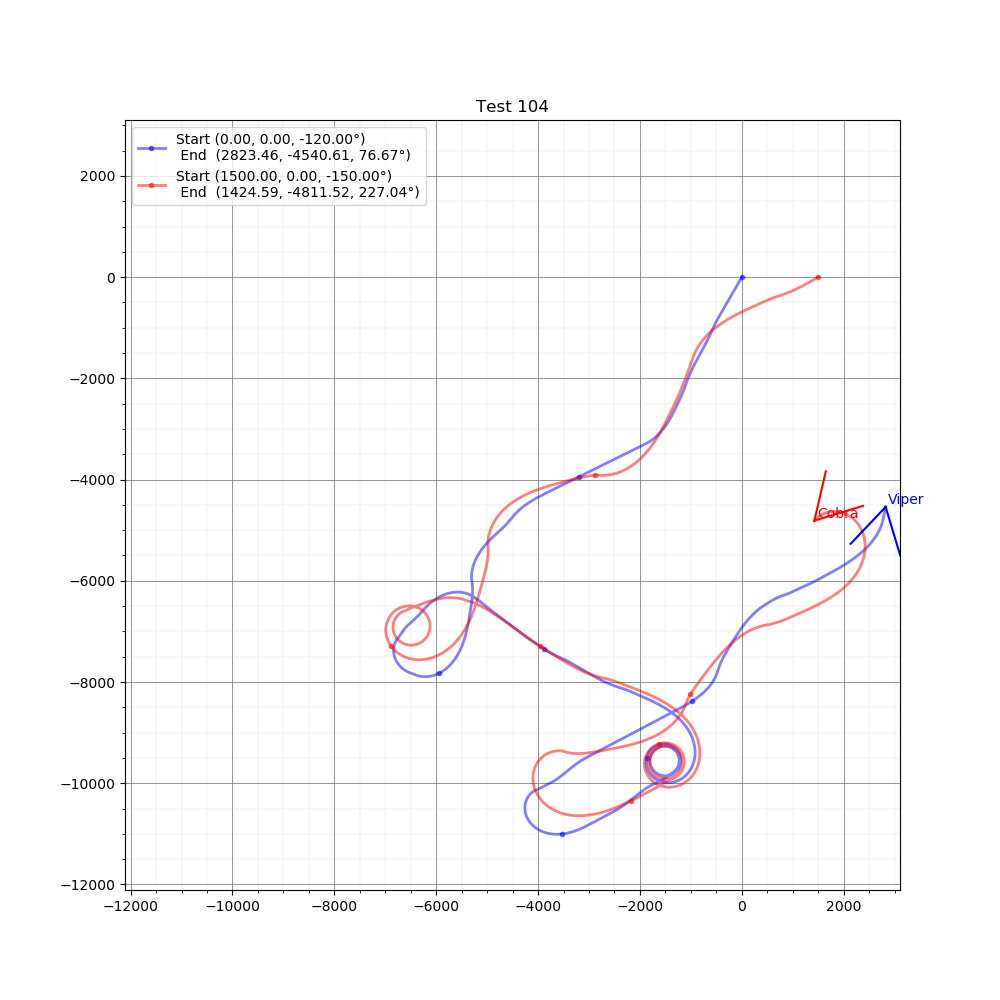 Test 104
Start (0.00, 0.00, -120.00°)
End  (2823.46, -4540.61, 76.67°)
Start (1500.00, 0.00, -150.00°)
End  (1424.59, -4811.52, 227.04°)
2000
0
−2000
−4000
−6000
−8000
−10000
−12000
Viper
Cobra
−12000 −10000 −8000 −6000 −4000 −2000 0 2000